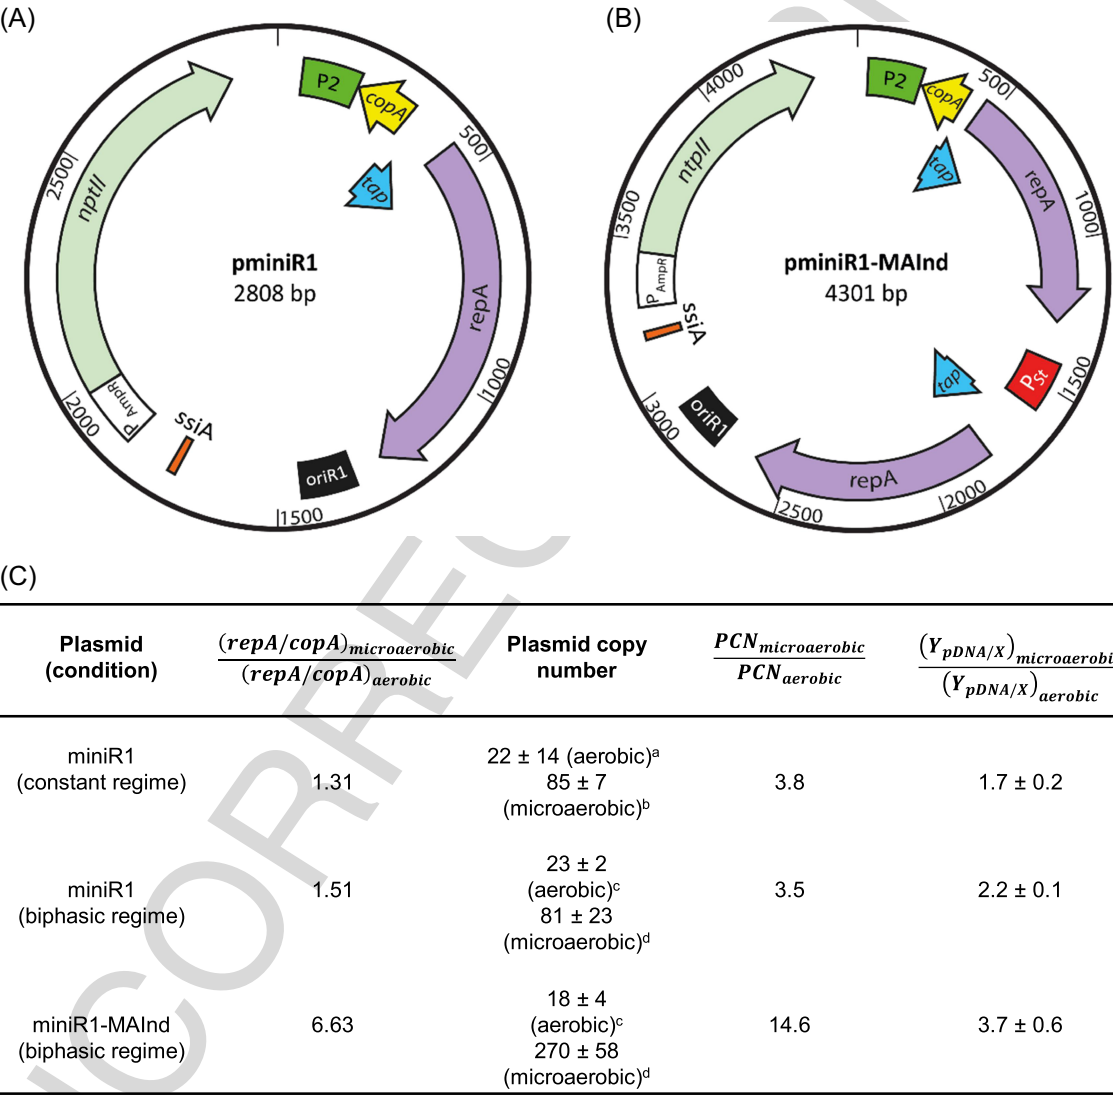 (A)
P2
copA
tap
500
nptII
2500
pminiR1
2808 bp
repA
1000
P AmpR
2000
ssiA
oriR1
1500
(B)
4000
P2
copA
500
tap
repA
1000
ntpII
3500
pminiR1-MAInd
4301 bp
P AmpR
ssiA
tap
PSt
1500
oriR1
3000
repA
2000
2500
(C)
Plasmid
(condition)
(repA/copA)microaerobic
(repA/copA)aerobic
Plasmid copy
number
PCNmicroaerobic
PCNaerobic
(YpDNA/X)microaerobi
(YpDNA/X)aerobic
miniR1
(constant regime)
1.31
22 ± 14 (aerobic)a
85 ± 7
(microaerobic)b
3.8
1.7 ± 0.2
miniR1
(biphasic regime)
1.51
23 ± 2
(aerobic)c
81 ± 23
(microaerobic)d
3.5
2.2 ± 0.1
miniR1-MAInd
(biphasic regime)
6.63
18 ± 4
(aerobic)c
270 ± 58
(microaerobic)d
14.6
3.7 ± 0.6